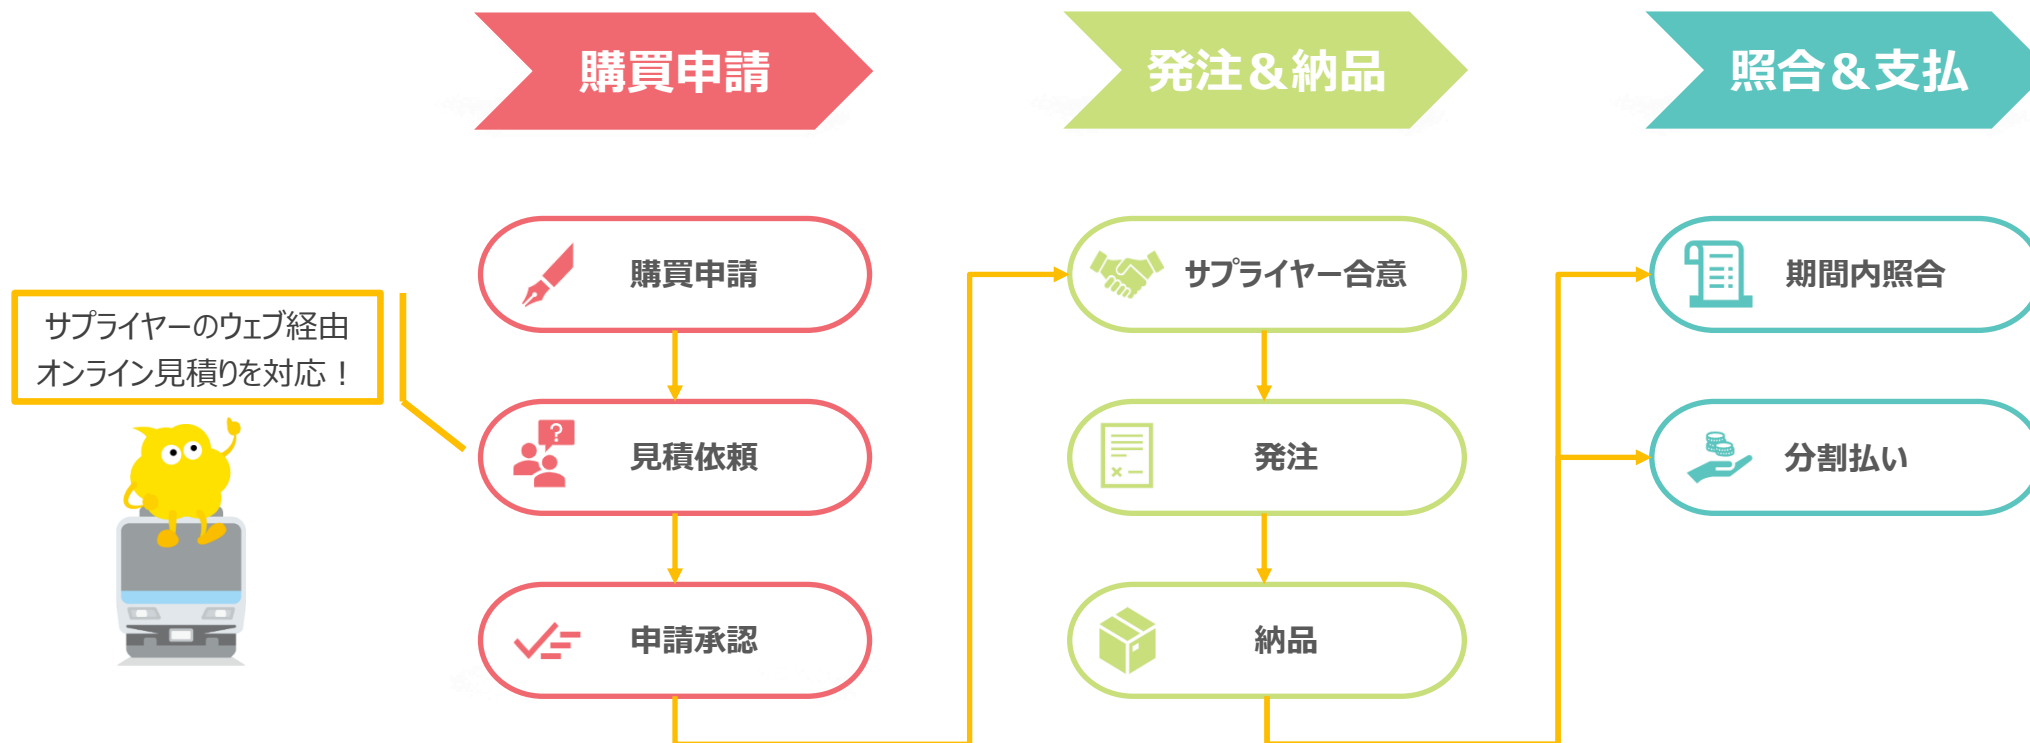 購買申請
発注&納品
照合&支払
購買申請
サプライヤー合意
期間内照合
サプライヤーのウェブ経由
オンライン見積りを対応！
見積依頼
?
発注
分割払い
申請承認
納品